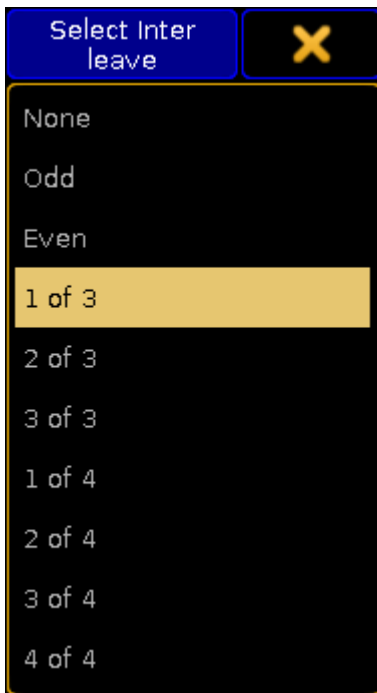 Select Inter
leave
None
Odd
Even
1 of 3
2 of 3
3 of 3
1 of 4
2 of 4
3 of 4
4 of 4